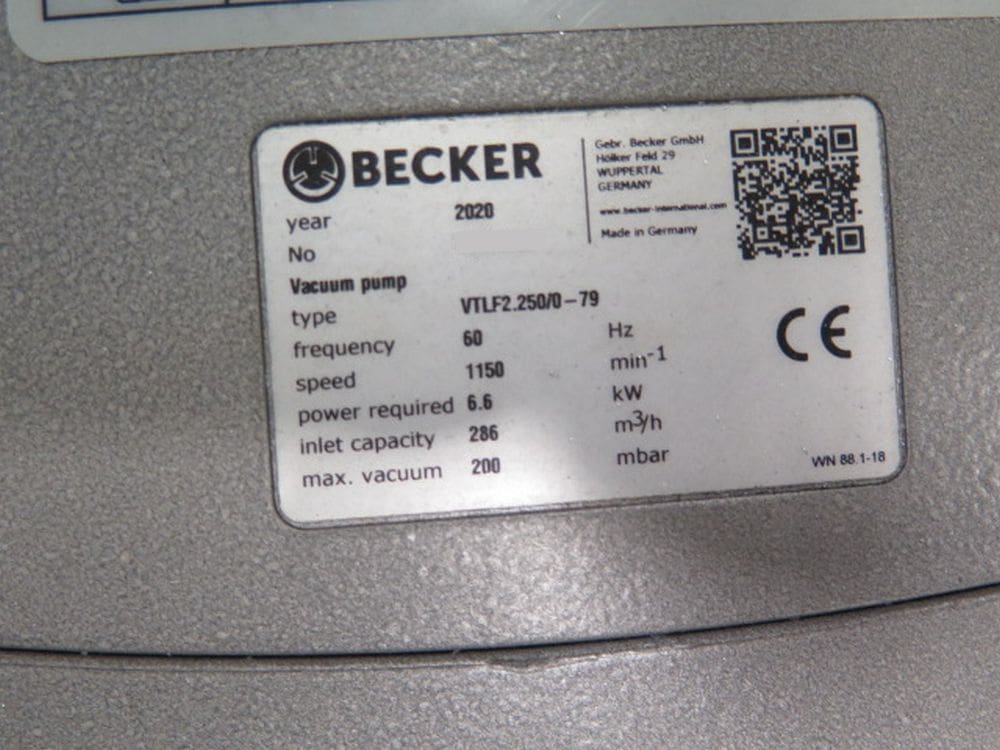 BECKER
Gebr. Becker GmbH
Hölker Feld 29
WUPPERTAL
GERMANY
www.becker-international.com
Made in Germany
year 2020
No
Vacuum pump
type VTLF2.250/0-79
frequency 60 Hz
speed 1150 min-1
power required 6.6 kW
inlet capacity 286 m3/h
max. vacuum 200 mbar
CE
WN 88.1-18